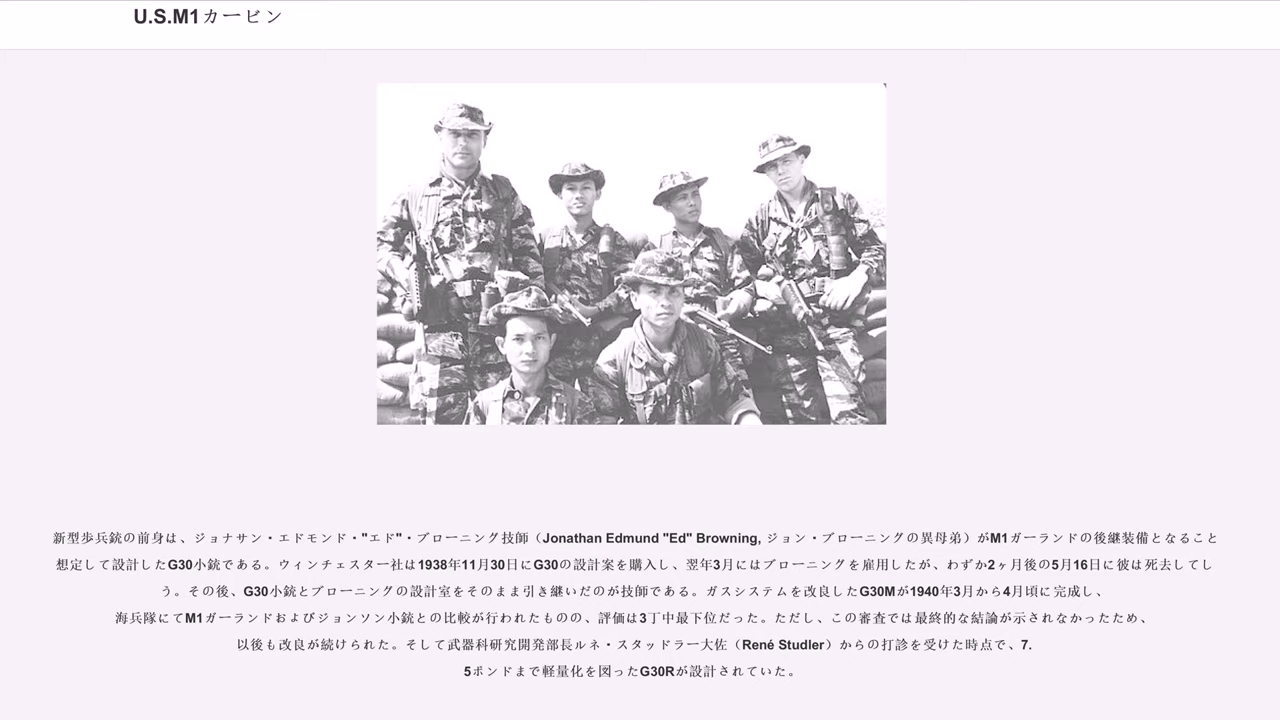 U.S.M1カービン
新型歩兵銃の前身は、ジョナサン・エドモンド・"エド"・ブローニング技師（Jonathan Edmund "Ed" Browning, ジョン・ブローニングの異母弟）がM1ガーランドの後継装備となること
想定して設計したG30小銃である。ウィンチェスター社は1938年11月30日にG30の設計案を購入し、翌年3月にはブローニングを雇用したが、わずか2ヶ月後の5月16日に彼は死去してし
う。その後、G30小銃とブローニングの設計室をそのまま引き継いだのが技師である。ガスシステムを改良したG30Mが1940年3月から4月頃に完成し、
海兵隊にてM1ガーランドおよびジョンソン小銃との比較が行われたものの、評価は3丁中最下位だった。ただし、この審査では最終的な結論が示されなかったため、
以後も改良が続けられた。そして武器科研究開発部長ルネ・スタッドラー大佐（René Studler）からの打診を受けた時点で、7.
5ポンドまで軽量化を図ったG30Rが設計されていた。